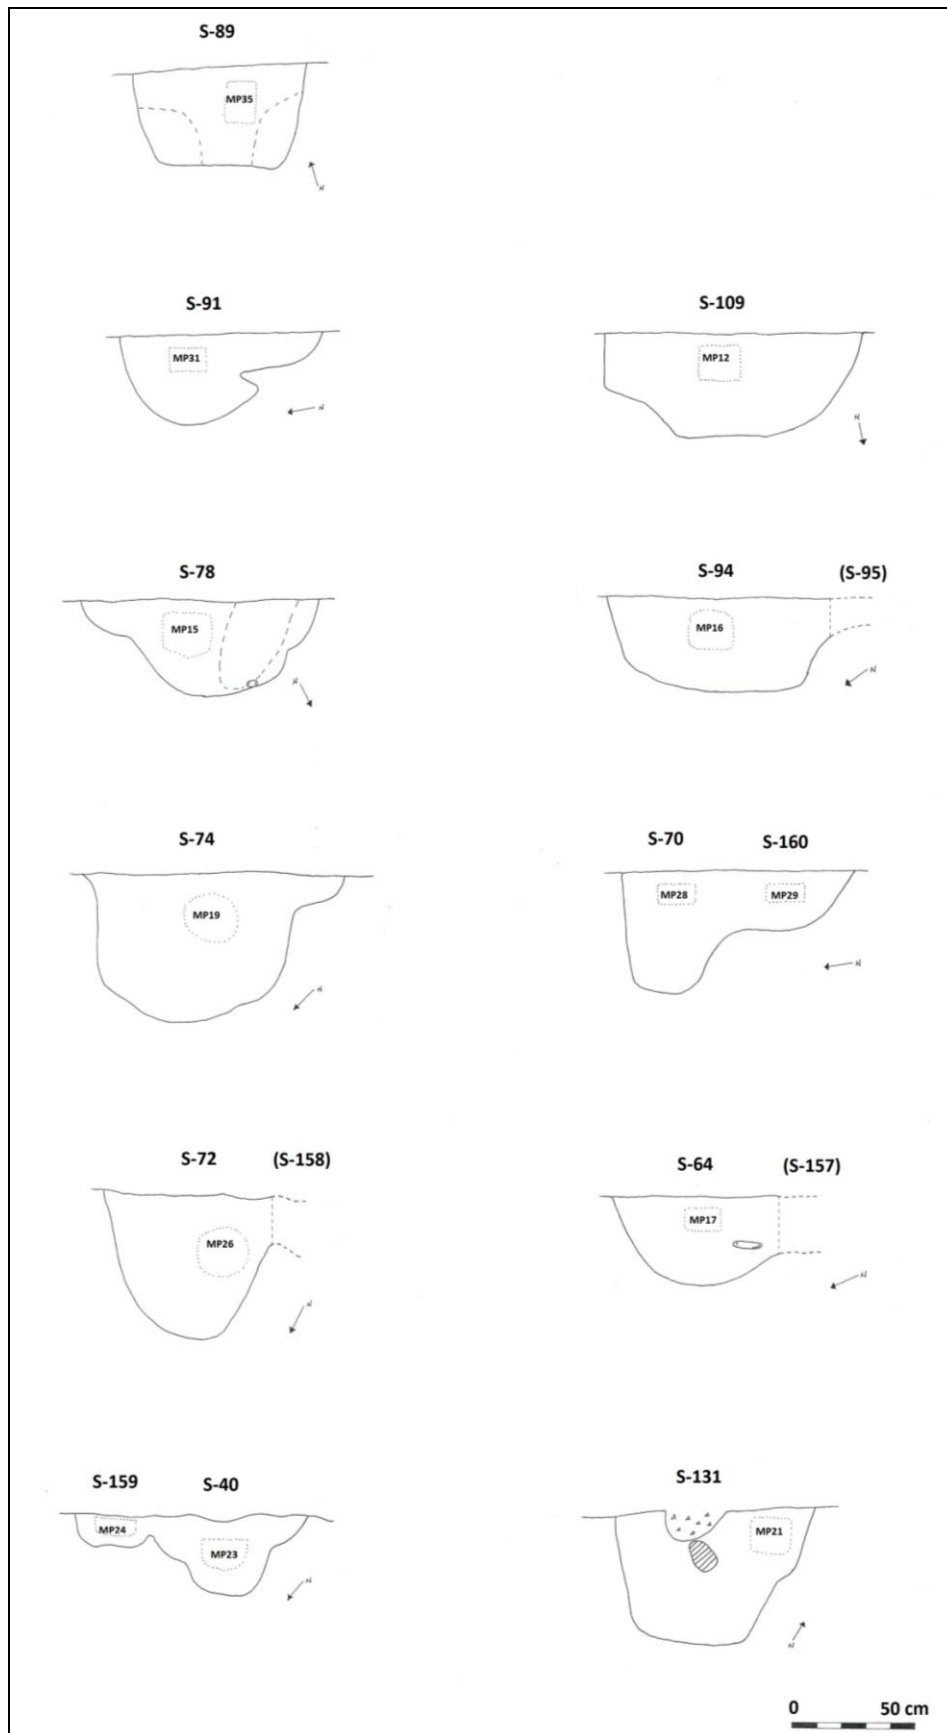 S-89
MP35
N
S-91
S-109
MP31
MP12
N
N
S-78
S-94 (S-95)
MP15
MP16
N
N
S-74
S-70 S-160
MP19
MP28 MP29
N
N
S-72 (S-158)
S-64 (S-157)
MP26
MP17
N
N
S-159 S-40
S-131
MP24
MP23
MP21
N
N
0 50 cm